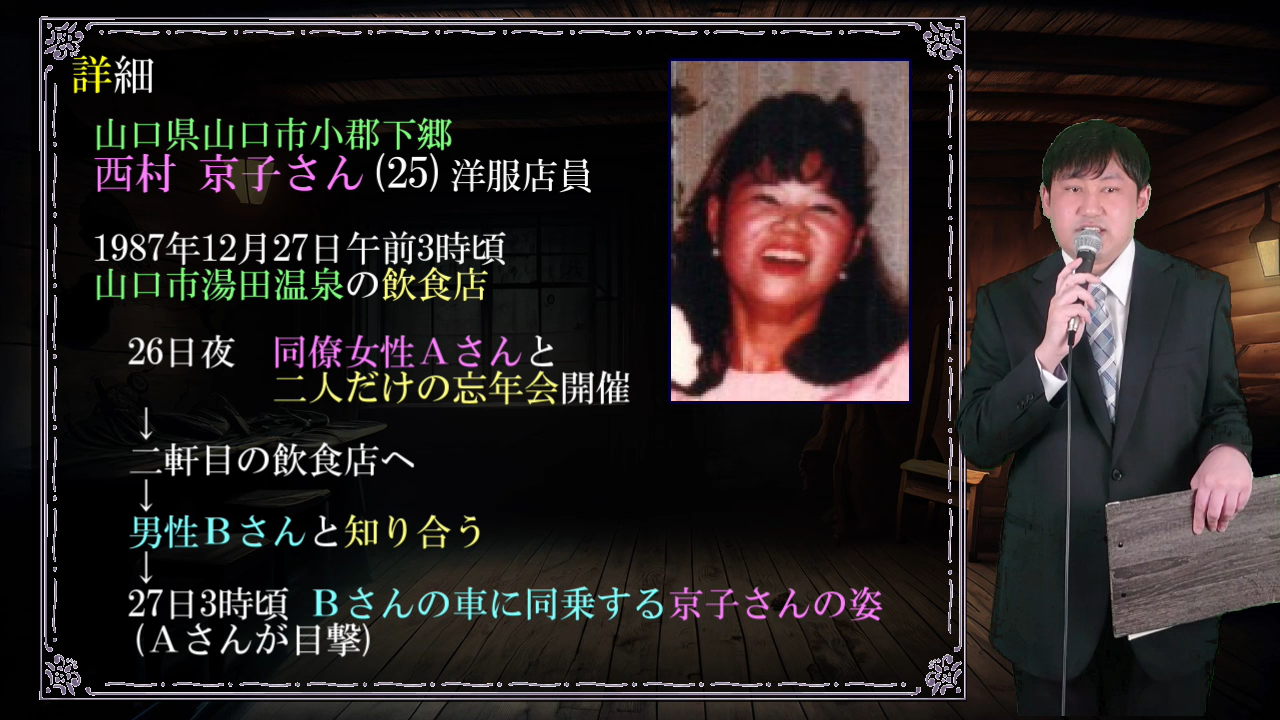 詳細
山口県山口市小郡下郷
西村 京子さん(25)洋服店員
1987年12月27日午前3時頃
山口市湯田温泉の飲食店
26日夜　同僚女性Ａさんと
二人だけの忘年会開催
↓
二軒目の飲食店へ
↓
男性Ｂさんと知り合う
↓
27日3時頃　Ｂさんの車に同乗する京子さんの姿
(Ａさんが目撃)